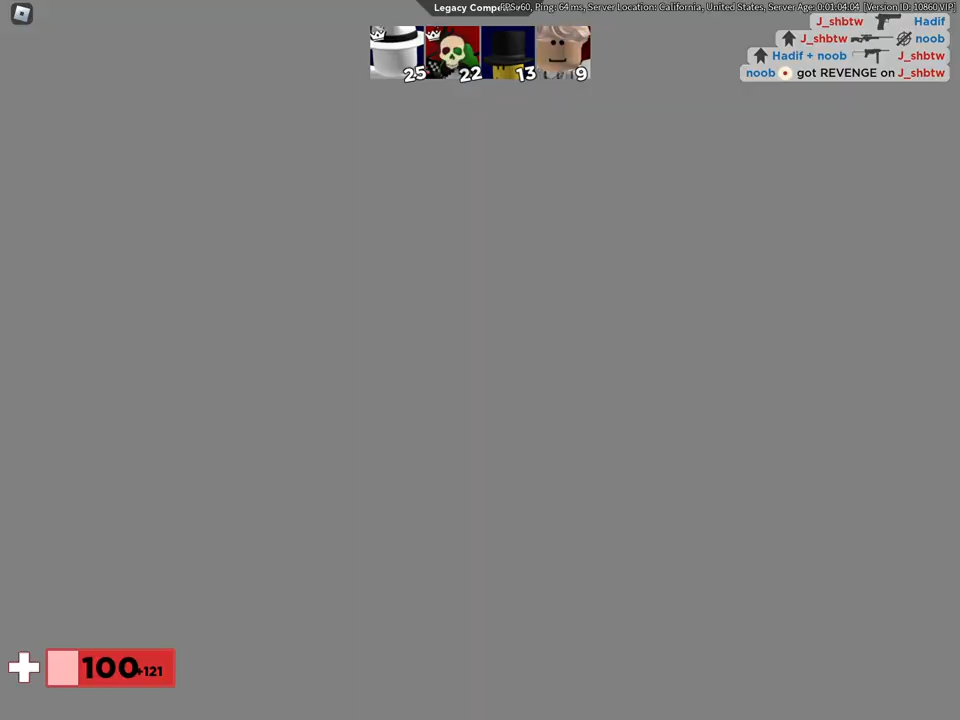 Legacy Compe
FPS: 60, Ping: 64 ms, Server Location: California, United States, Server Age: 0:01:04:04 [Version ID: 10860 VIP]
25 22 13 9
J_shbtw Hadif
J_shbtw noob
Hadif + noob J_shbtw
noob got REVENGE on J_shbtw
100 +121